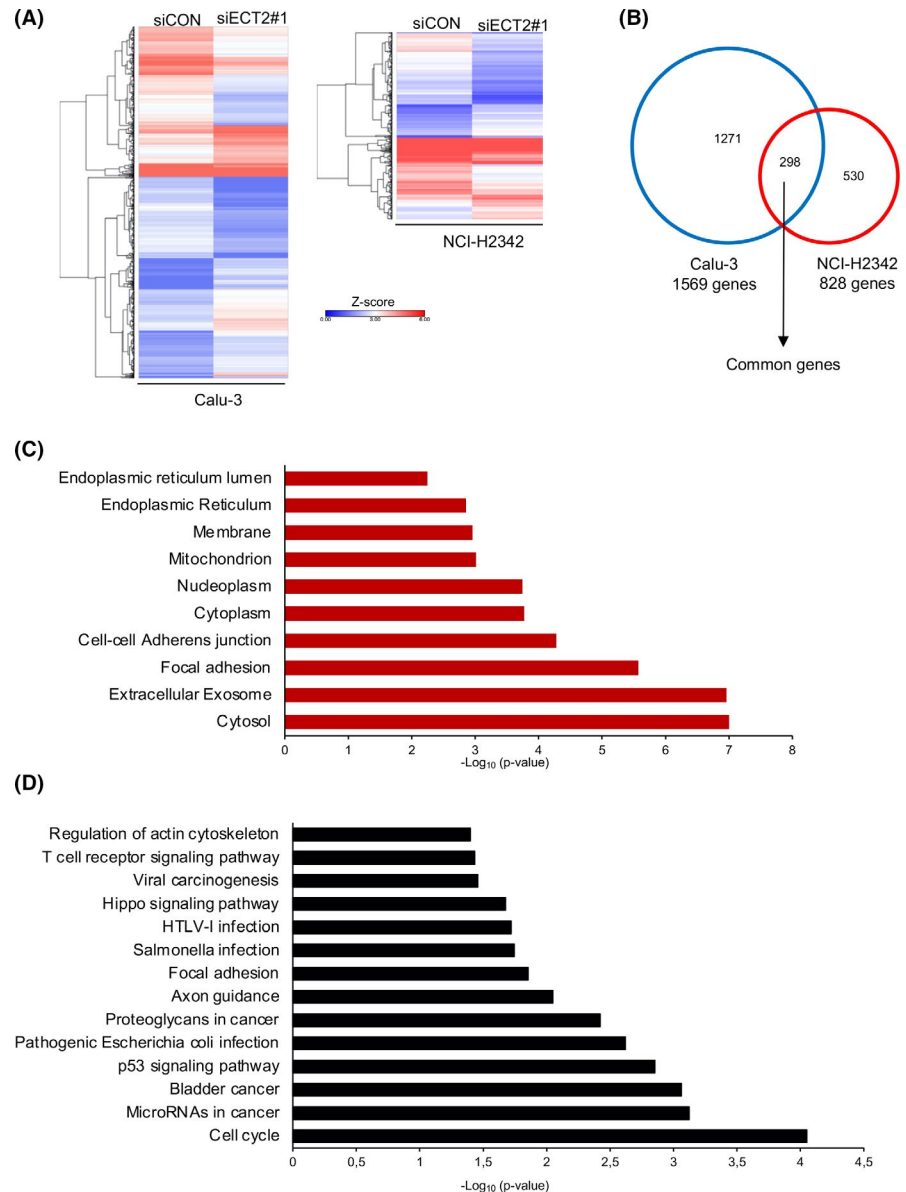 (A)
siCON siECT2#1
siCON siECT2#1
Calu-3
NCI-H2342
Z-score
0.00 3.00 6.00
(B)
1271
298
530
Calu-3
1569 genes
NCI-H2342
828 genes
Common genes
(C)
Endoplasmic reticulum lumen
Endoplasmic Reticulum
Membrane
Mitochondrion
Nucleoplasm
Cytoplasm
Cell-cell Adherens junction
Focal adhesion
Extracellular Exosome
Cytosol
0 1 2 3 4 5 6 7 8
-Log10 (p-value)
(D)
Regulation of actin cytoskeleton
T cell receptor signaling pathway
Viral carcinogenesis
Hippo signaling pathway
HTLV-I infection
Salmonella infection
Focal adhesion
Axon guidance
Proteoglycans in cancer
Pathogenic Escherichia coli infection
p53 signaling pathway
Bladder cancer
MicroRNAs in cancer
Cell cycle
0 0,5 1 1,5 2 2,5 3 3,5 4 4,5
-Log10 (p-value)